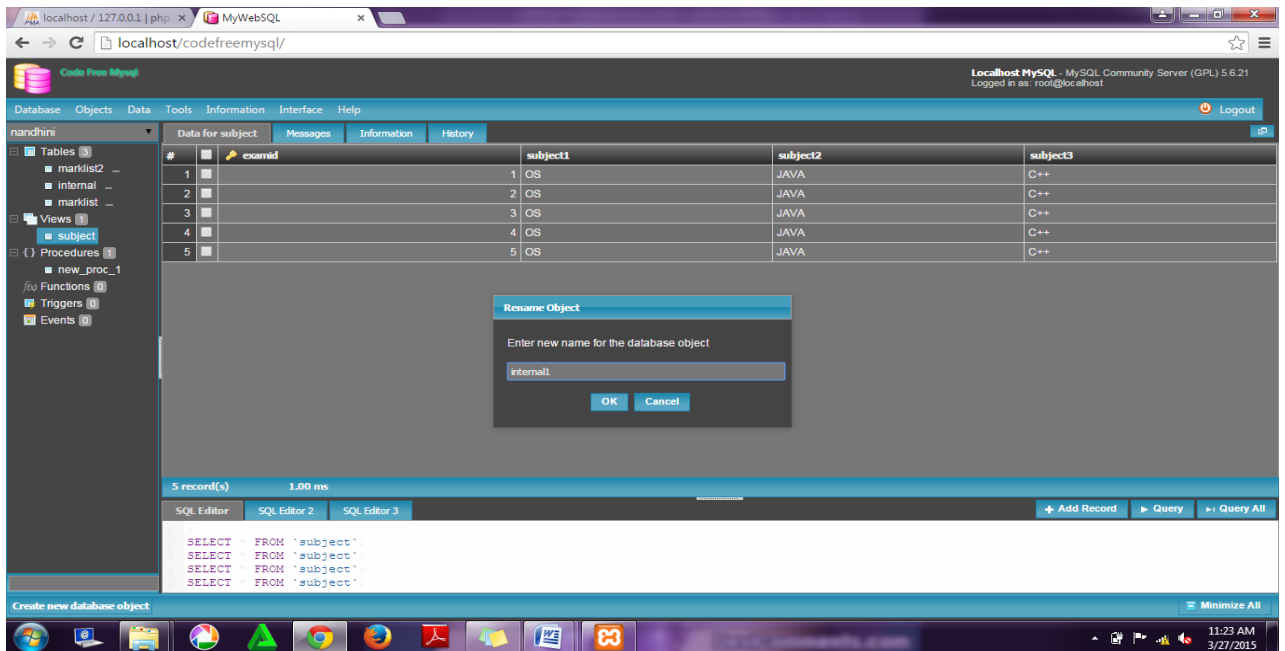 localhost / 127.0.0.1 | php
MyWebSQL
localhost/codefreemysql/
Code Free Mysql
Localhost MySQL - MySQL Community Server (GPL) 5.6.21
Logged in as: root@localhost
Database Objects Data Tools Information Interface Help
Logout
nandhini
Data for subject Messages Information History
Tables 3
marklist2 ...
internal ...
marklist ...
Views 1
subject
{} Procedures 1
new_proc_1
f(x) Functions 0
Triggers 0
Events 0
# examid subject1 subject2 subject3
1 1 OS JAVA C++
2 2 OS JAVA C++
3 3 OS JAVA C++
4 4 OS JAVA C++
5 5 OS JAVA C++
Rename Object
Enter new name for the database object
internal1
OK Cancel
5 record(s) 1.00 ms
SQL Editor SQL Editor 2 SQL Editor 3
Add Record Query Query All
1 ;
2 SELECT * FROM `subject`;
3 SELECT * FROM `subject`;
4 SELECT * FROM `subject`;
5 SELECT * FROM `subject`;
Create new database object
Minimize All
11:23 AM
3/27/2015